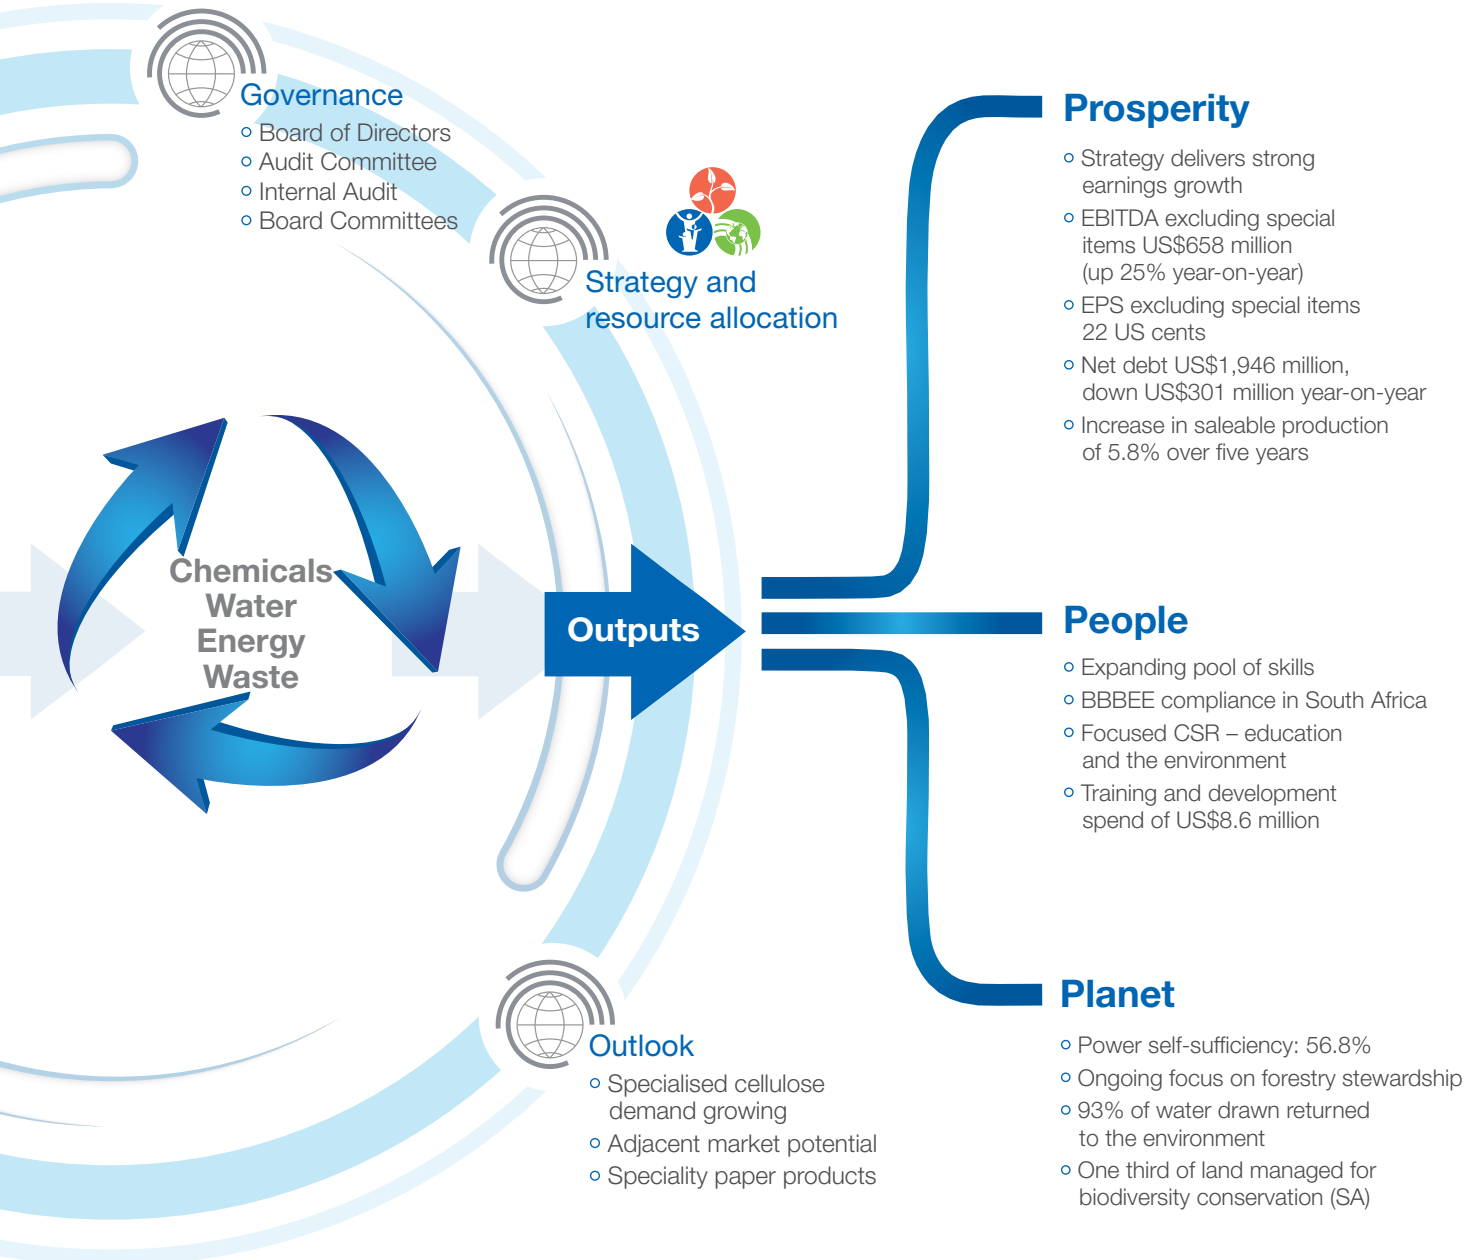 Governance
Board of Directors
Audit Committee
Internal Audit
Board Committees
Strategy and
resource allocation
Chemicals
Water
Energy
Waste
Outputs
Outlook
Specialised cellulose
demand growing
Adjacent market potential
Speciality paper products
Prosperity
Strategy delivers strong
earnings growth
EBITDA excluding special
items US$658 million
(up 25% year-on-year)
EPS excluding special items
22 US cents
Net debt US$1,946 million,
down US$301 million year-on-year
Increase in saleable production
of 5.8% over five years
People
Expanding pool of skills
BBBEE compliance in South Africa
Focused CSR – education
and the environment
Training and development
spend of US$8.6 million
Planet
Power self-sufficiency: 56.8%
Ongoing focus on forestry stewardship
93% of water drawn returned
to the environment
One third of land managed for
biodiversity conservation (SA)